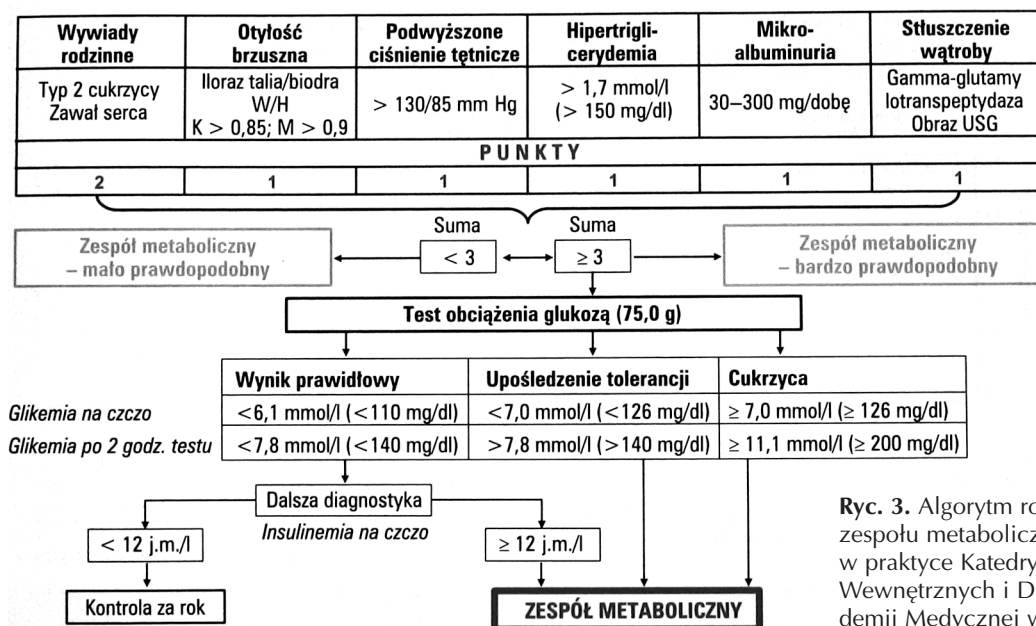 Wywiady rodzinne
Otyłość brzuszna
Podwyższone ciśnienie tętnicze
Hipertrigli-
cerydemia
Mikro-
albuminuria
Stłuszczenie wątroby
Typ 2 cukrzycy
Zawał serca
Iloraz talia/biodra
W/H
K > 0,85; M > 0,9
> 130/85 mm Hg
> 1,7 mmol/l
(> 150 mg/dl)
30–300 mg/dobę
Gamma-glutamy
lotranspeptydaza
Obraz USG
PUNKTY
2 1 1 1 1 1
Suma
< 3
Suma
≥ 3
Zespół metaboliczny
– mało prawdopodobny
Zespół metaboliczny
– bardzo prawdopodobny
Test obciążenia glukozą (75,0 g)
Wynik prawidłowy Upośledzenie tolerancji Cukrzyca
Glikemia na czczo <6,1 mmol/l (<110 mg/dl) <7,0 mmol/l (<126 mg/dl) ≥ 7,0 mmol/l (≥ 126 mg/dl)
Glikemia po 2 godz. testu <7,8 mmol/l (<140 mg/dl) >7,8 mmol/l (>140 mg/dl) ≥ 11,1 mmol/l (≥ 200 mg/dl)
Dalsza diagnostyka
Insulinemia na czczo
< 12 j.m./l
≥ 12 j.m./l
Kontrola za rok
ZESPÓŁ METABOLICZNY
Ryc. 3. Algorytm
zespołu
w praktyce Katedry
Wewnętrznych i
Medycznej